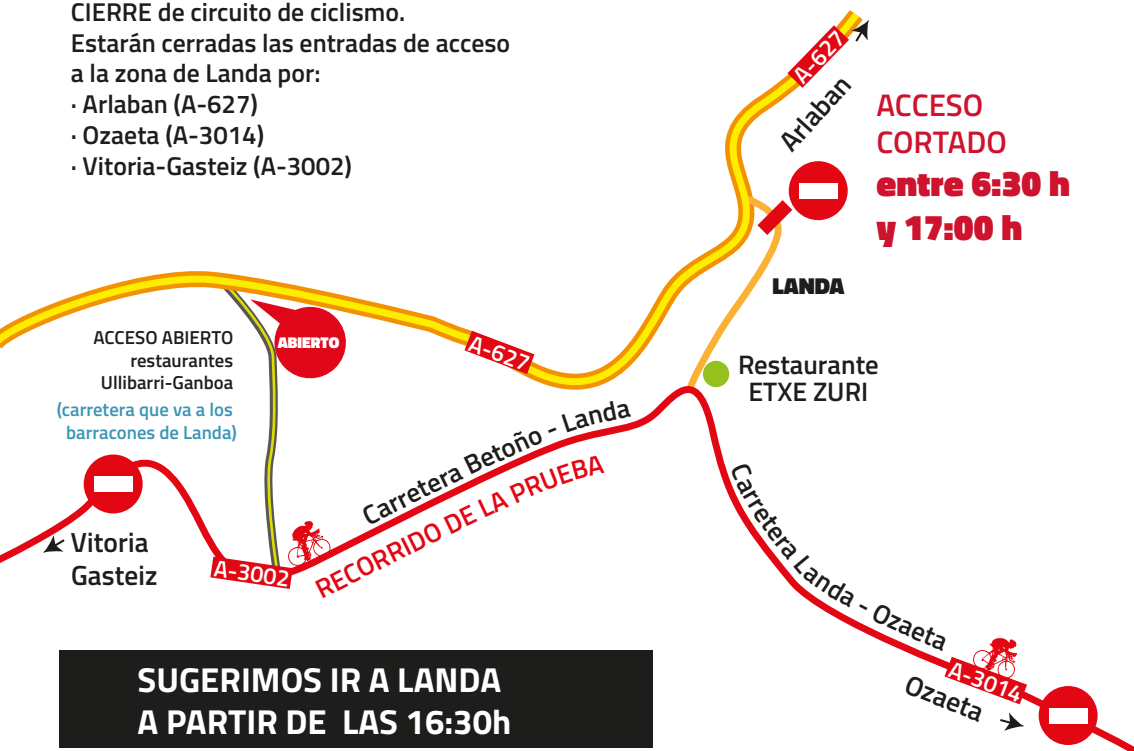 CIERRE de circuito de ciclismo.
Estarán cerradas las entradas de acceso
a la zona de Landa por:
· Arlaban (A-627)
· Ozaeta (A-3014)
· Vitoria-Gasteiz (A-3002)
A-627
Arlaban
ACCESO
CORTADO
entre 6:30 h
y 17:00 h
LANDA
ACCESO ABIERTO
restaurantes
Ullibarri-Ganboa
(carretera que va a los
barracones de Landa)
ABIERTO
A-627
Restaurante
ETXE ZURI
Carretera Betoño - Landa
RECORRIDO DE LA PRUEBA
Vitoria
Gasteiz
A-3002
Carretera Landa - Ozaeta
A-3014
Ozaeta
SUGERIMOS IR A LANDA
A PARTIR DE LAS 16:30h